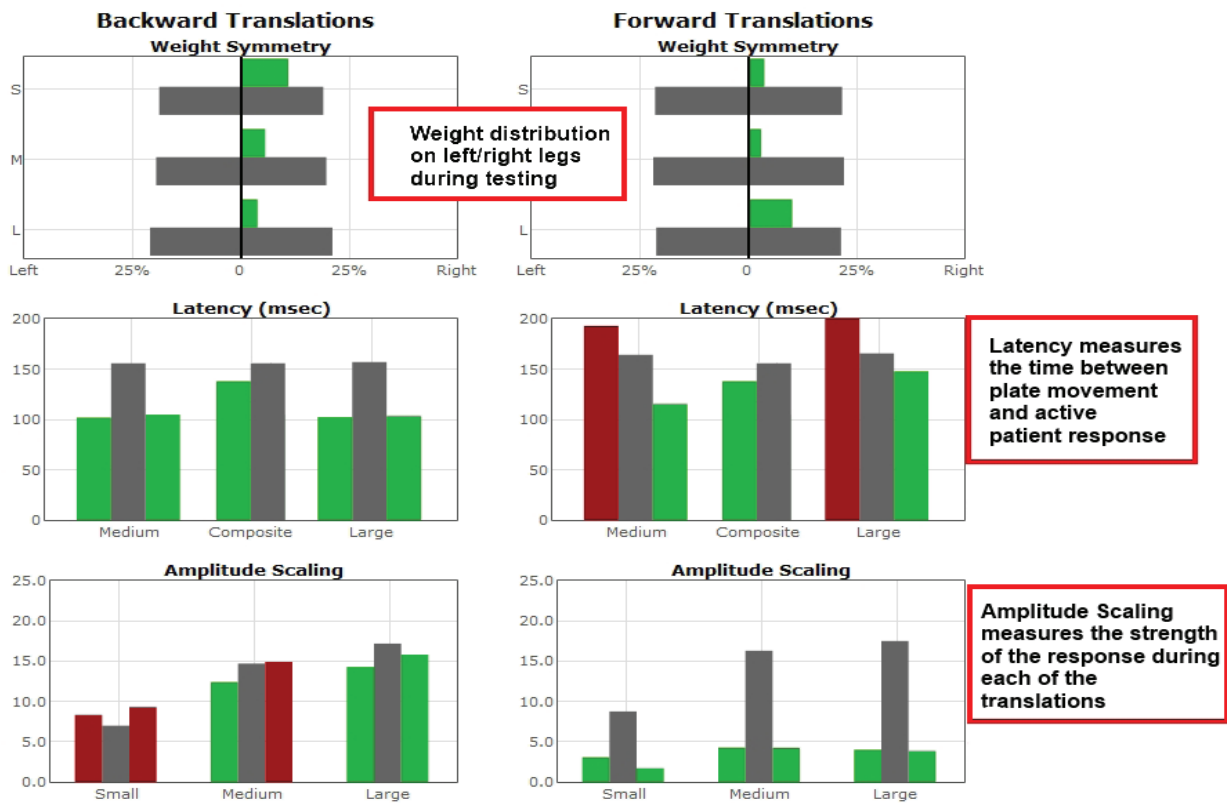 Backward Translations
Weight Symmetry
S
M
L
Left 25% 0 25% Right
Forward Translations
Weight Symmetry
S
M
L
Left 25% 0 25% Right
Weight distribution
on left/right legs
during testing
Latency (msec)
200
150
100
50
0
Medium Composite Large
Latency (msec)
200
150
100
50
0
Medium Composite Large
Latency measures
the time between
plate movement
and active
patient response
Amplitude Scaling
25.0
20.0
15.0
10.0
5.0
0.0
Small Medium Large
Amplitude Scaling
25.0
20.0
15.0
10.0
5.0
0.0
Small Medium Large
Amplitude Scaling
measures the strength
of the response during
each of the
translations